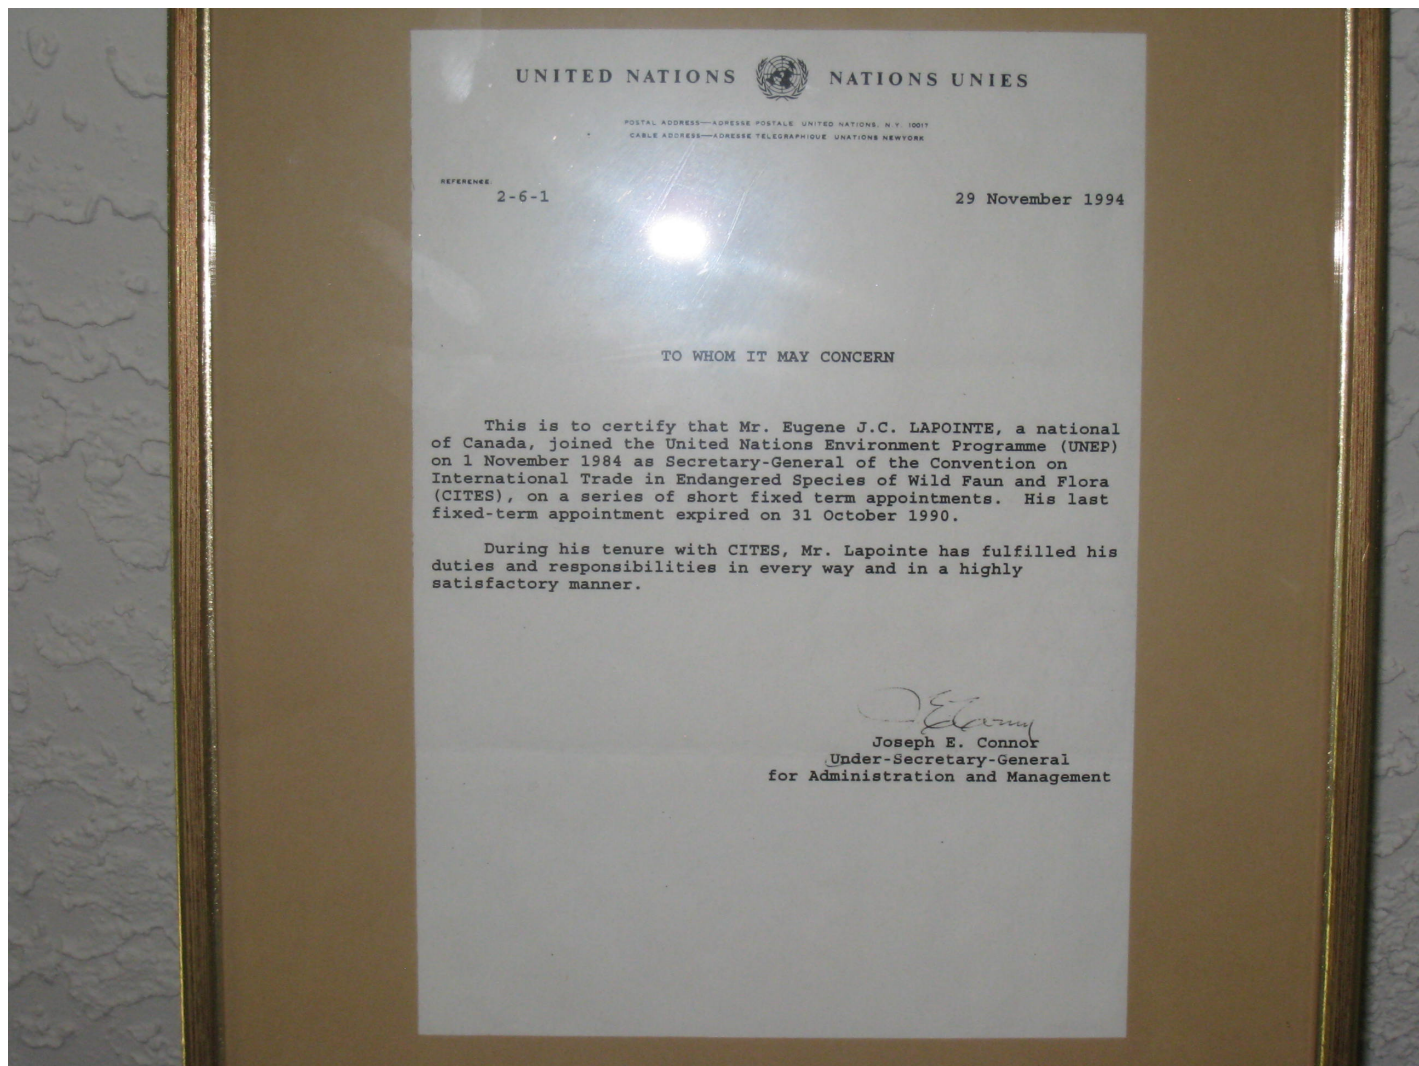 UNITED NATIONS NATIONS UNIES
POSTAL ADDRESS—ADRESSE POSTALE: UNITED NATIONS, N.Y. 10017
CABLE ADDRESS—ADRESSE TELEGRAPHIQUE: UNATIONS NEWYORK
REFERENCE:
2-6-1 29 November 1994
TO WHOM IT MAY CONCERN
This is to certify that Mr. Eugene J.C. LAPOINTE, a national
of Canada, joined the United Nations Environment Programme (UNEP)
on 1 November 1984 as Secretary-General of the Convention on
International Trade in Endangered Species of Wild Faun and Flora
(CITES), on a series of short fixed term appointments. His last
fixed-term appointment expired on 31 October 1990.
During his tenure with CITES, Mr. Lapointe has fulfilled his
duties and responsibilities in every way and in a highly
satisfactory manner.
Joseph E. Connor
Under-Secretary-General
for Administration and Management